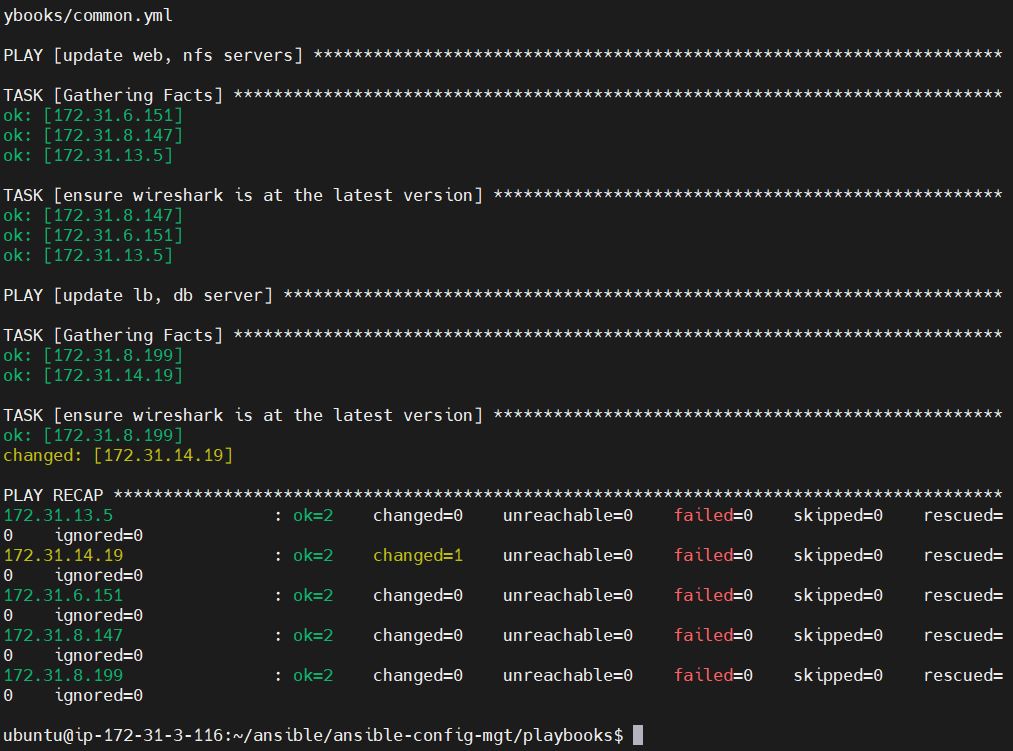 ybooks/common.yml
PLAY [update web, nfs servers] *********************************************************************
TASK [Gathering Facts] *****************************************************************************
ok: [172.31.6.151]
ok: [172.31.8.147]
ok: [172.31.13.5]
TASK [ensure wireshark is at the latest version] ***************************************************
ok: [172.31.8.147]
ok: [172.31.6.151]
ok: [172.31.13.5]
PLAY [update lb, db server] ************************************************************************
TASK [Gathering Facts] *****************************************************************************
ok: [172.31.8.199]
ok: [172.31.14.19]
TASK [ensure wireshark is at the latest version] ***************************************************
ok: [172.31.8.199]
changed: [172.31.14.19]
PLAY RECAP *****************************************************************************************
172.31.13.5                : ok=2    changed=0    unreachable=0    failed=0    skipped=0    rescued=
0    ignored=0
172.31.14.19               : ok=2    changed=1    unreachable=0    failed=0    skipped=0    rescued=
0    ignored=0
172.31.6.151               : ok=2    changed=0    unreachable=0    failed=0    skipped=0    rescued=
0    ignored=0
172.31.8.147               : ok=2    changed=0    unreachable=0    failed=0    skipped=0    rescued=
0    ignored=0
172.31.8.199               : ok=2    changed=0    unreachable=0    failed=0    skipped=0    rescued=
0    ignored=0
ubuntu@ip-172-31-3-116:~/ansible/ansible-config-mgt/playbooks$